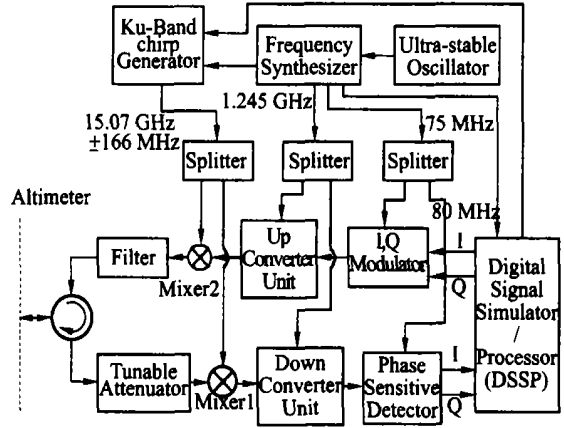 Ku-Band
chirp
Generator
Frequency
Synthesizer
Ultra-stable
Oscillator
1.245 GHz
15.07 GHz
±166 MHz
75 MHz
Splitter
Splitter
Splitter
Altimeter
80 MHz
Filter
Mixer2
Up
Converter
Unit
I,Q
Modulator
I
Q
Digital
Signal
Simulator
/
Processor
(DSSP)
Tunable
Attenuator
Mixer1
Down
Converter
Unit
Phase
Sensitive
Detector
I
Q